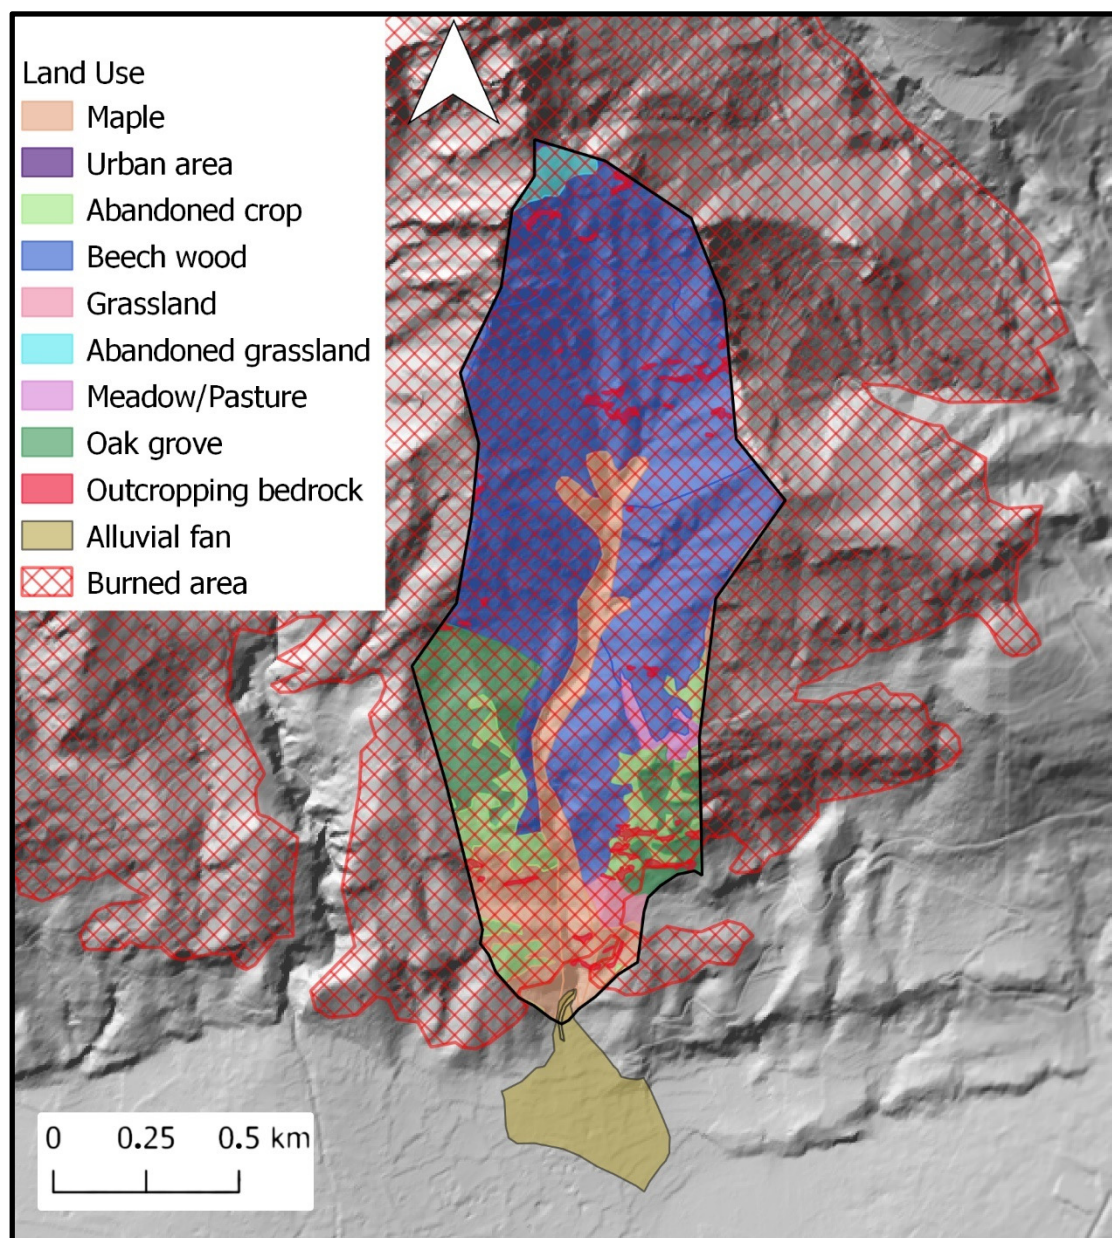 Land Use
Maple
Urban area
Abandoned crop
Beech wood
Grassland
Abandoned grassland
Meadow/Pasture
Oak grove
Outcropping bedrock
Alluvial fan
Burned area
0 0.25 0.5 km